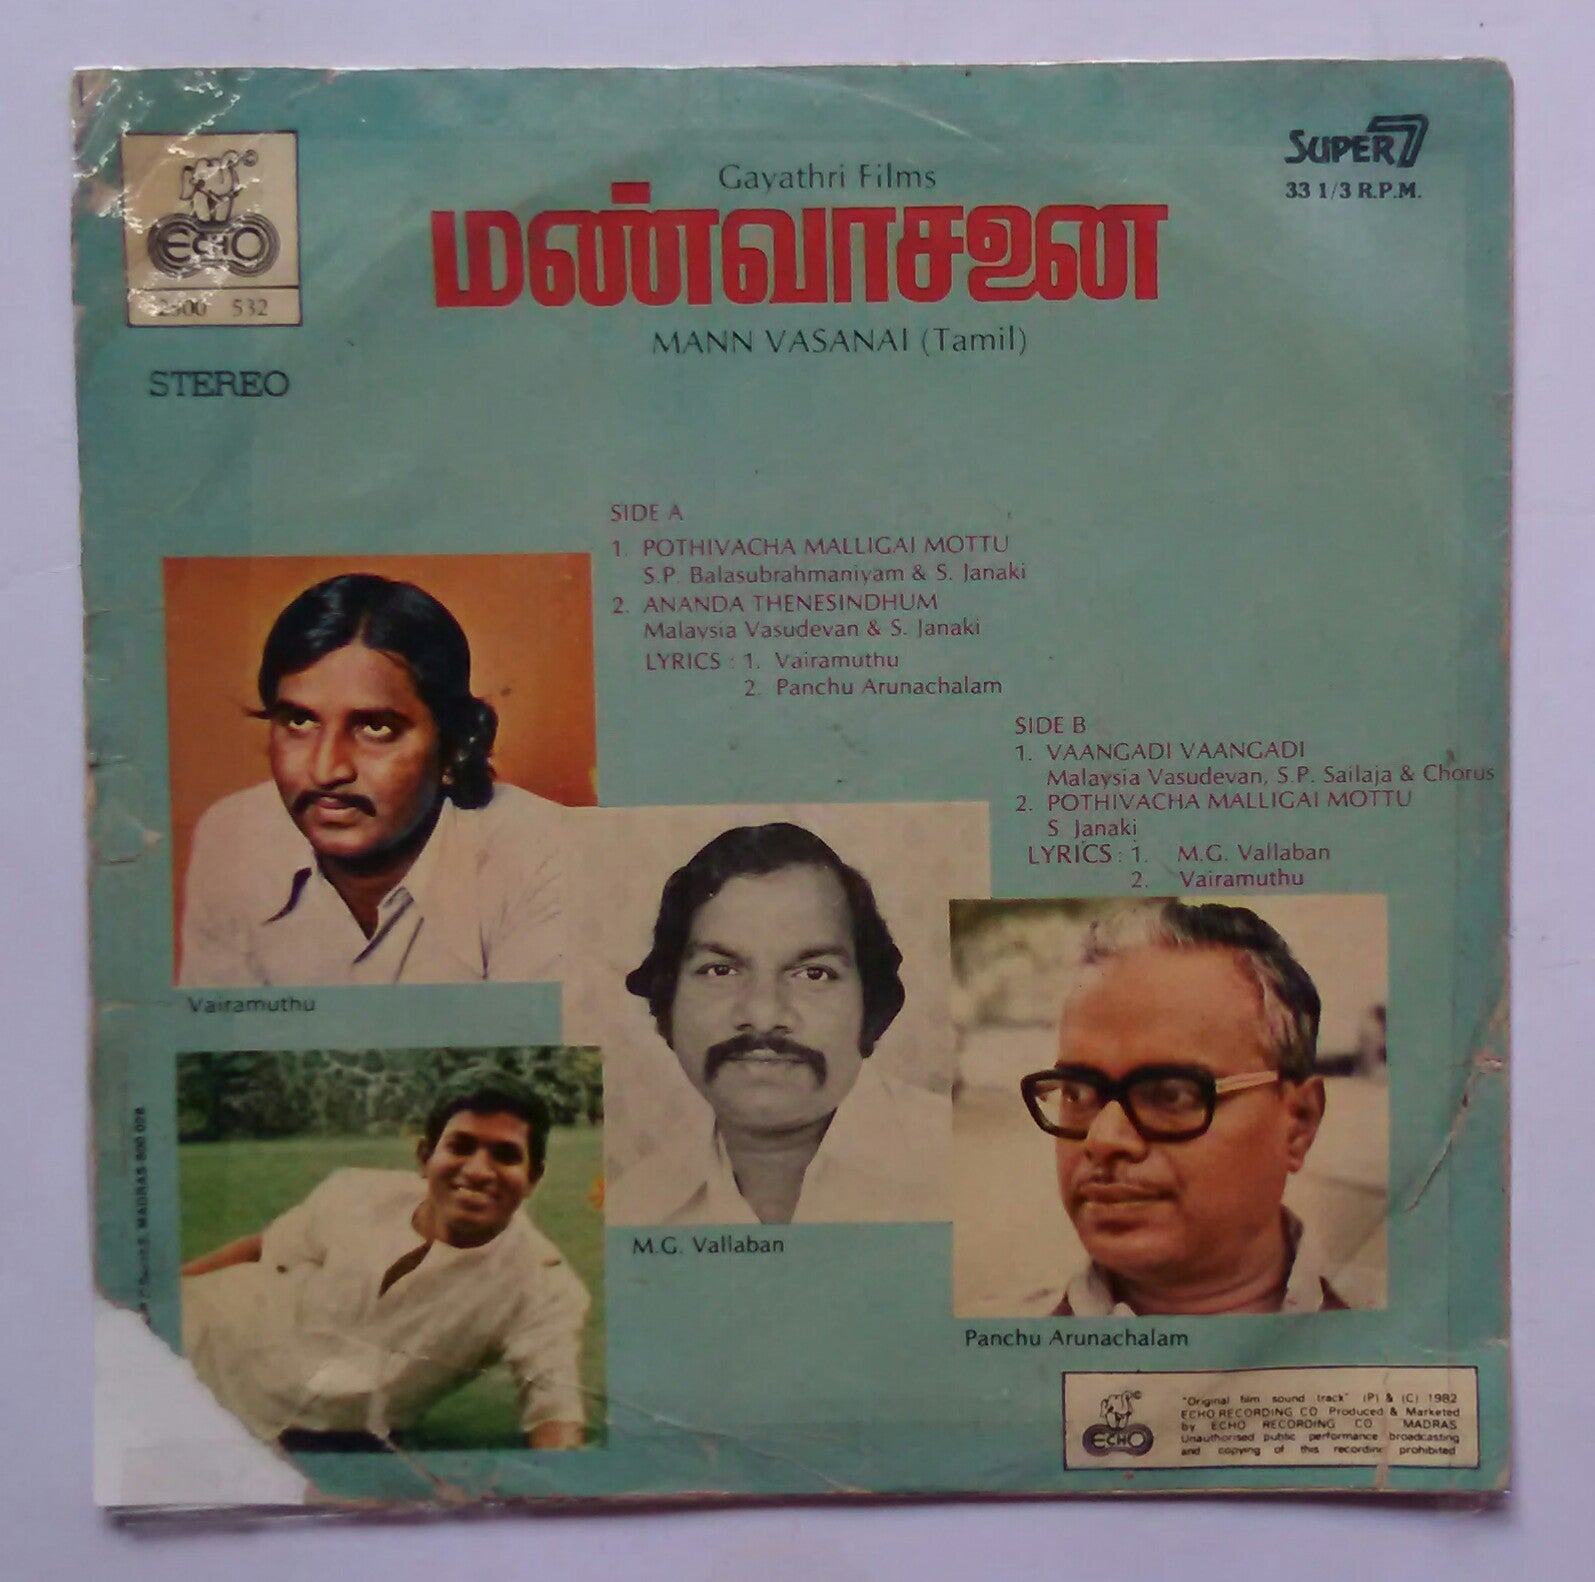 ECHO
2500 532
STEREO
SUPER 7
33 1/3 R.P.M.
Gayathri Films
மண்வாசனை
MANN VASANAI (Tamil)
SIDE A
1. POTHIVACHA MALLIGAI MOTTU
S.P. Balasubrahmaniyam & S. Janaki
2. ANANDA THENESINDHUM
Malaysia Vasudevan & S. Janaki
LYRICS : 1. Vairamuthu
2. Panchu Arunachalam
SIDE B
1. VAANGADI VAANGADI
Malaysia Vasudevan, S.P. Sailaja & Chorus
2. POTHIVACHA MALLIGAI MOTTU
S. Janaki
LYRICS : 1. M.G. Vallaban
2. Vairamuthu
Vairamuthu
M.G. Vallaban
Panchu Arunachalam
MADRAS-600 028
ECHO
"Original film sound track" (P) & (C) 1982
ECHO RECORDING CO. Produced & Marketed
by ECHO RECORDING CO. MADRAS
Unauthorised public performance broadcasting
and copying of this recording prohibited